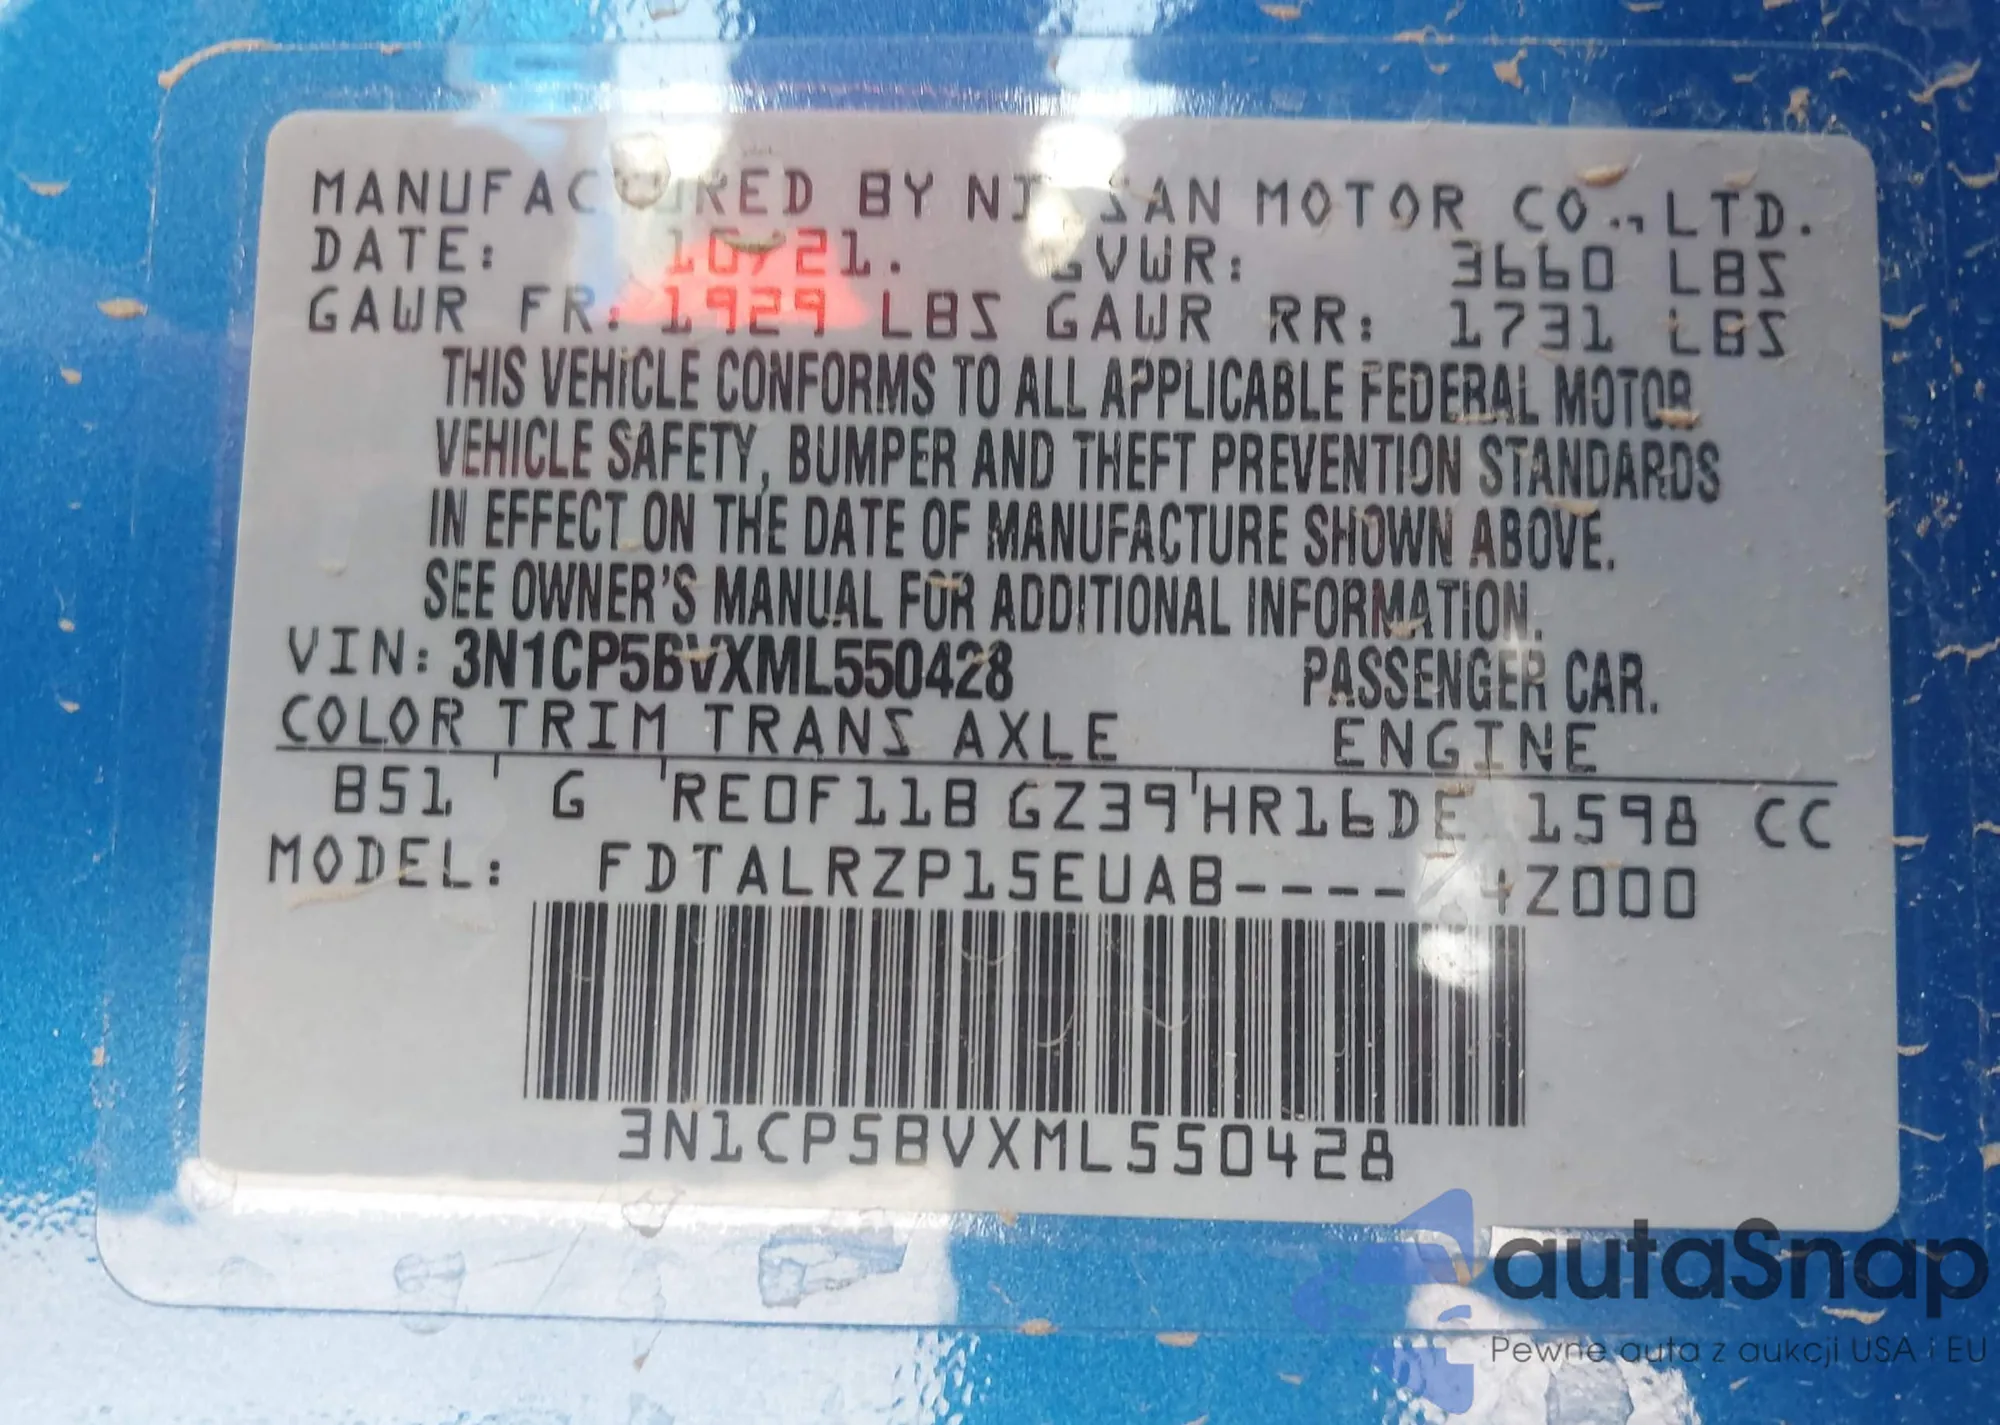 MANUFACTURED BY NISSAN MOTOR CO., LTD.
DATE: 10/21. GVWR: 3660 LBS
GAWR FR: 1929 LBS GAWR RR: 1731 LBS
THIS VEHICLE CONFORMS TO ALL APPLICABLE FEDERAL MOTOR
VEHICLE SAFETY, BUMPER AND THEFT PREVENTION STANDARDS
IN EFFECT ON THE DATE OF MANUFACTURE SHOWN ABOVE.
SEE OWNER'S MANUAL FOR ADDITIONAL INFORMATION.
VIN: 3N1CP5BVXML550428 PASSENGER CAR.
COLOR TRIM TRANS AXLE ENGINE
B51 G RE0F11B GZ39 HR16DE 1598 CC
MODEL: FDTALRZP15EUAB---- 4Z000
3N1CP5BVXML550428
autaSnap
Pewne auta z aukcji USA i EU